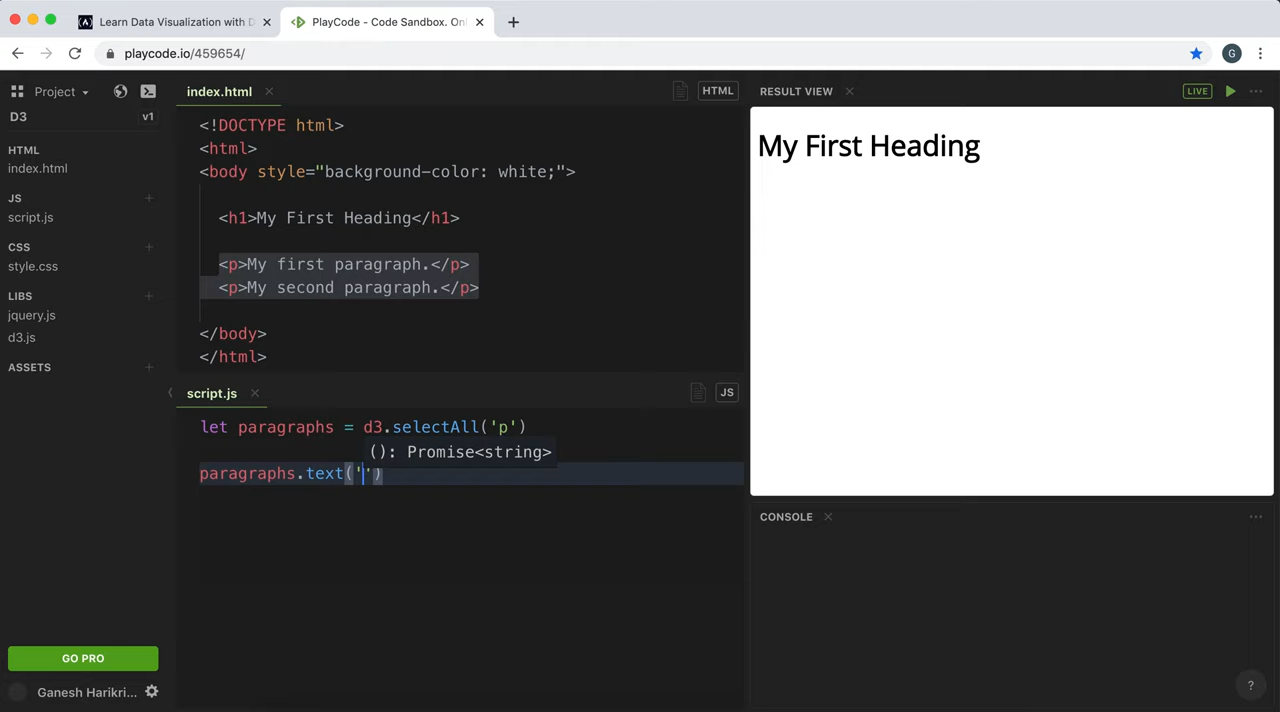 Learn Data Visualization with D
PlayCode - Code Sandbox. Onl
playcode.io/459654/
Project
D3
v1
HTML
index.html
JS
script.js
CSS
style.css
LIBS
jquery.js
d3.js
ASSETS
GO PRO
Ganesh Harikri...
index.html
HTML
<!DOCTYPE html>
<html>
<body style="background-color: white;">
<h1>My First Heading</h1>
<p>My first paragraph.</p>
<p>My second paragraph.</p>
</body>
</html>
script.js
JS
let paragraphs = d3.selectAll('p')
(): Promise<string>
paragraphs.text('')
RESULT VIEW
LIVE
My First Heading
CONSOLE
G
?